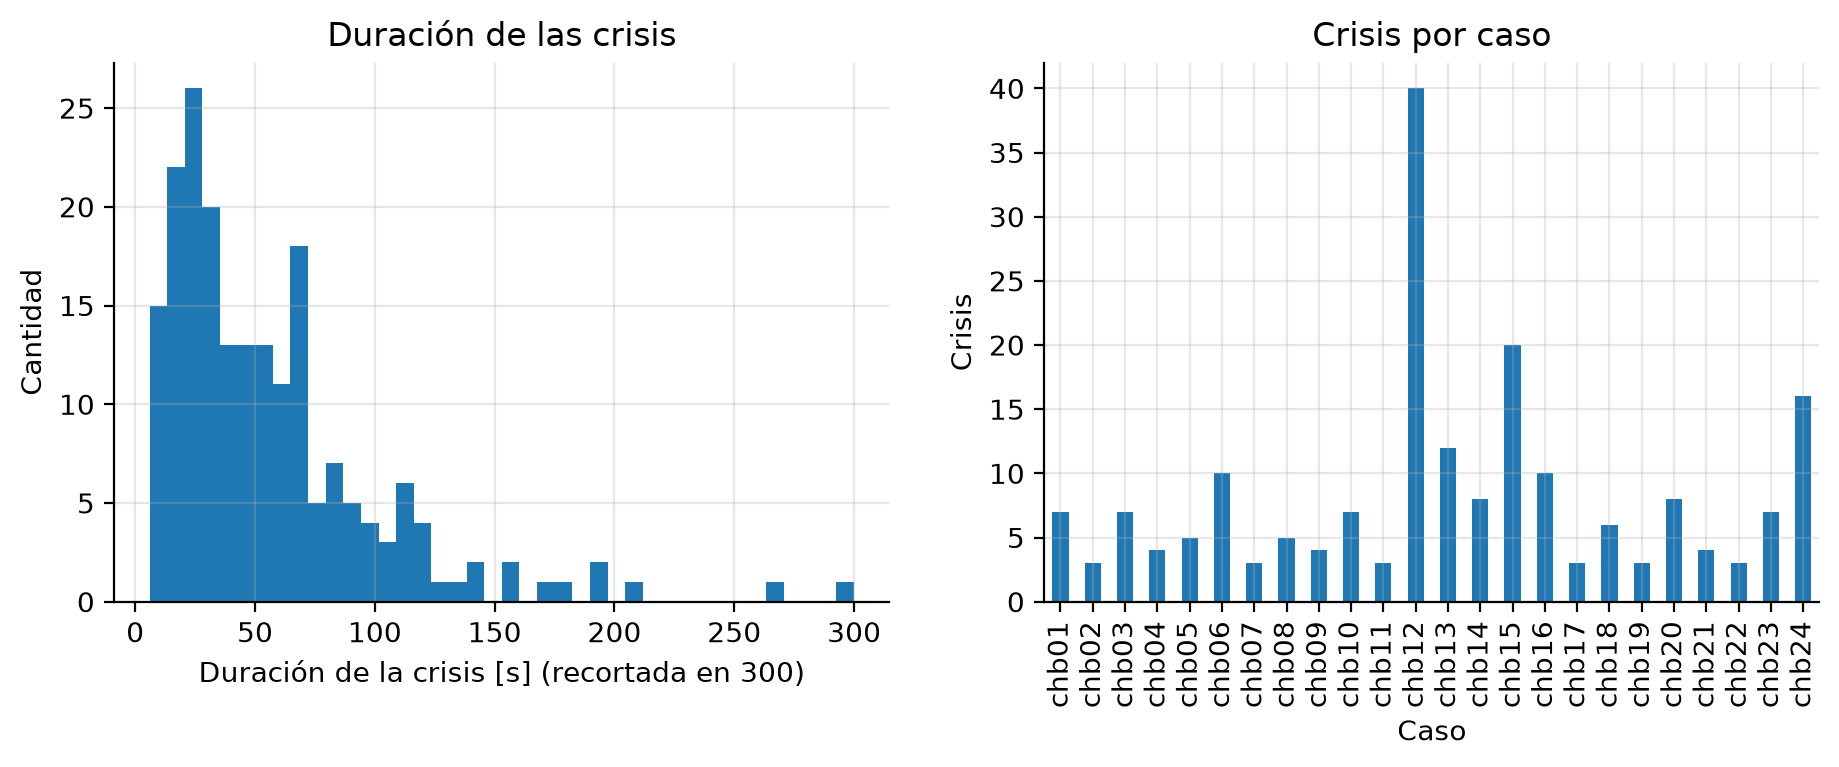 Duración de las crisis
Cantidad
25
20
15
10
5
0
0 50 100 150 200 250 300
Duración de la crisis [s] (recortada en 300)
Crisis por caso
Crisis
40
35
30
25
20
15
10
5
0
chb01 chb02 chb03 chb04 chb05 chb06 chb07 chb08 chb09 chb10 chb11 chb12 chb13 chb14 chb15 chb16 chb17 chb18 chb19 chb20 chb21 chb22 chb23 chb24
Caso